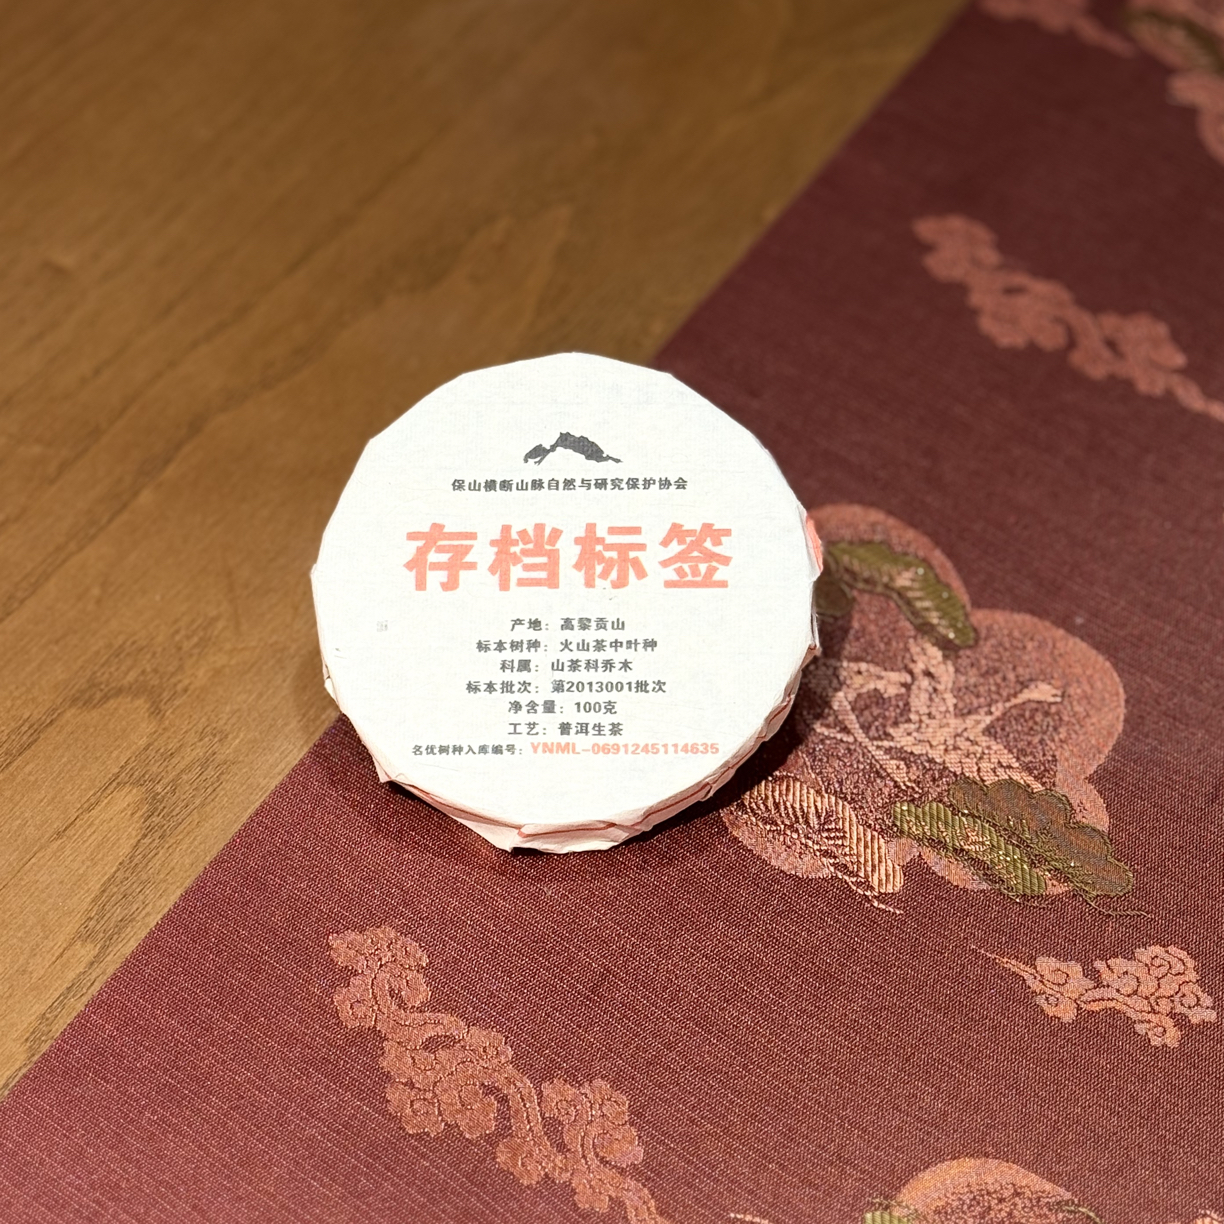 保山横断山脉自然与研究保护协会
存档标签
产地：高黎贡山
标本树种：火山茶中叶种
科属：山茶科乔木
标本批次：第2013001批次
净含量：100克
工艺：普洱生茶
名优树种入库编号：YNML-0691245114635